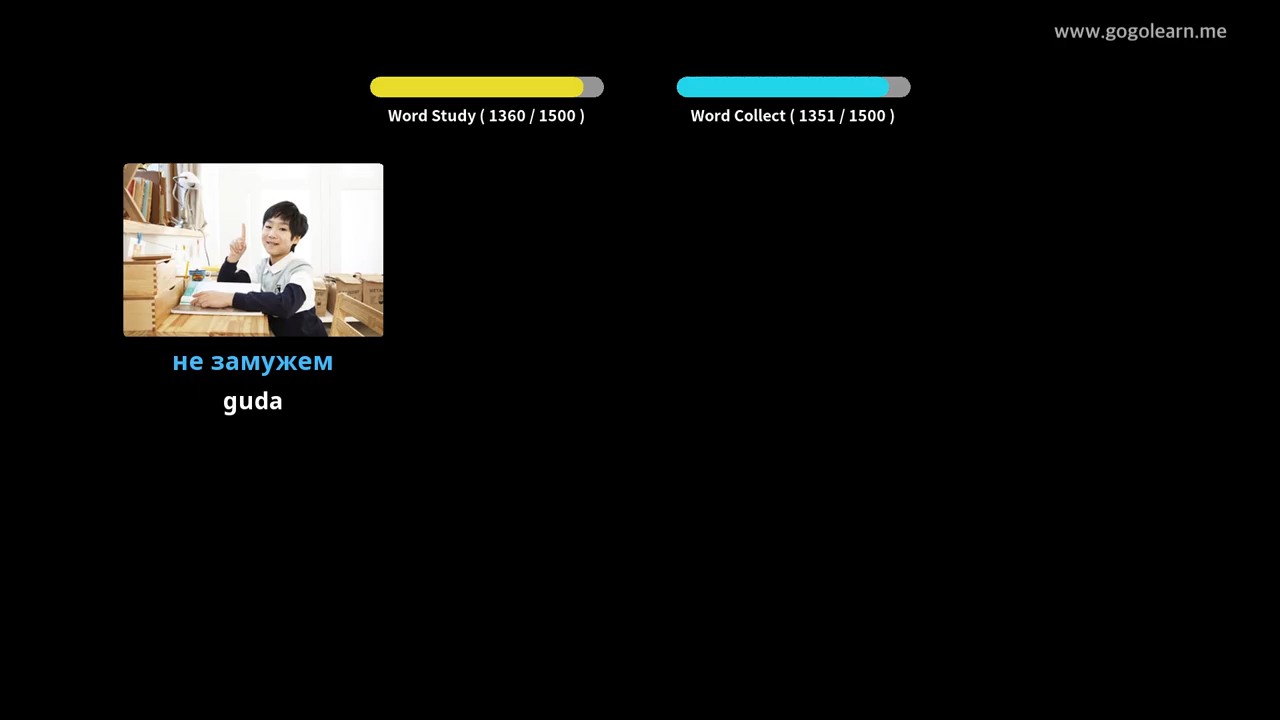 www.gogolearn.me
Word Study ( 1360 / 1500 )
Word Collect ( 1351 / 1500 )
не замужем
guda